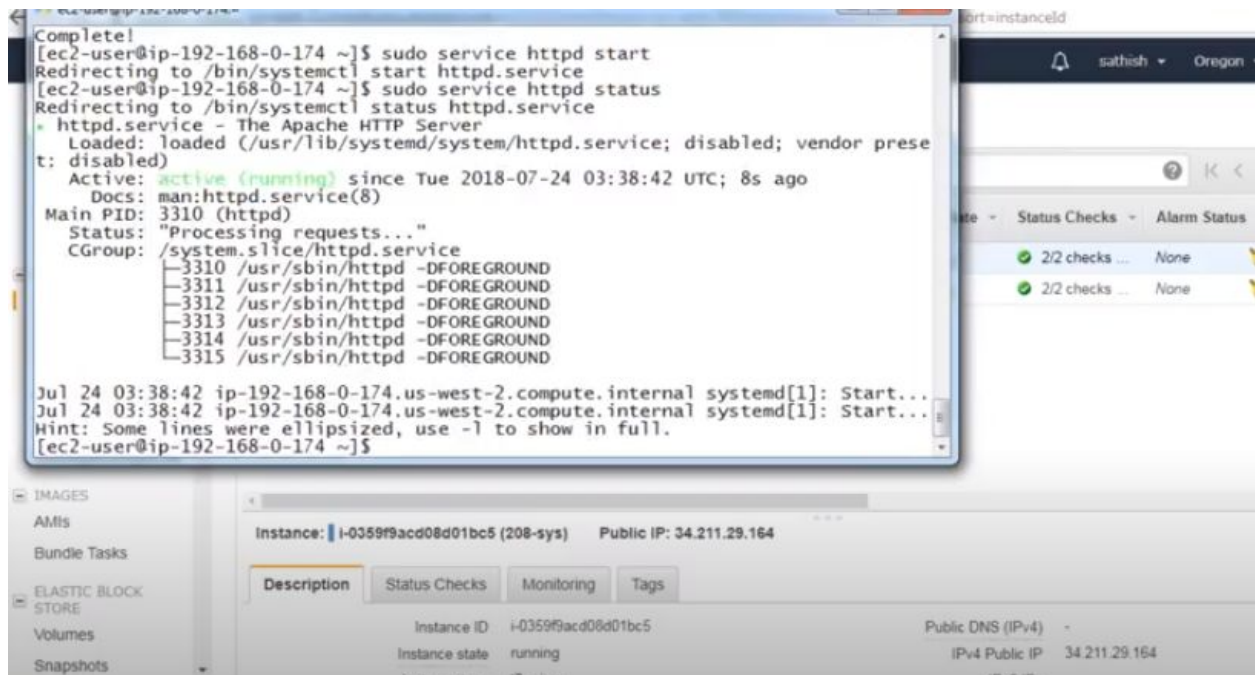 sort=instanceId
Complete!
[ec2-user@ip-192-168-0-174 ~]$ sudo service httpd start
Redirecting to /bin/systemctl start httpd.service
[ec2-user@ip-192-168-0-174 ~]$ sudo service httpd status
Redirecting to /bin/systemctl status httpd.service
httpd.service - The Apache HTTP Server
Loaded: loaded (/usr/lib/systemd/system/httpd.service; disabled; vendor prese
t: disabled)
Active: active (running) since Tue 2018-07-24 03:38:42 UTC; 8s ago
Docs: man:httpd.service(8)
Main PID: 3310 (httpd)
Status: "Processing requests..."
CGroup: /system.slice/httpd.service
├─3310 /usr/sbin/httpd -DFOREGROUND
├─3311 /usr/sbin/httpd -DFOREGROUND
├─3312 /usr/sbin/httpd -DFOREGROUND
├─3313 /usr/sbin/httpd -DFOREGROUND
├─3314 /usr/sbin/httpd -DFOREGROUND
└─3315 /usr/sbin/httpd -DFOREGROUND
Jul 24 03:38:42 ip-192-168-0-174.us-west-2.compute.internal systemd[1]: Start...
Jul 24 03:38:42 ip-192-168-0-174.us-west-2.compute.internal systemd[1]: Start...
Hint: Some lines were ellipsized, use -l to show in full.
[ec2-user@ip-192-168-0-174 ~]$
sathish Oregon
Status Checks Alarm Status
2/2 checks ... None
2/2 checks ... None
IMAGES
AMIs
Bundle Tasks
ELASTIC BLOCK
STORE
Volumes
Snapshots
Instance: i-0359f9acd08d01bc5 (208-sys) Public IP: 34.211.29.164
Description Status Checks Monitoring Tags
Instance ID i-0359f9acd08d01bc5 Public DNS (IPv4) -
Instance state running IPv4 Public IP 34.211.29.164